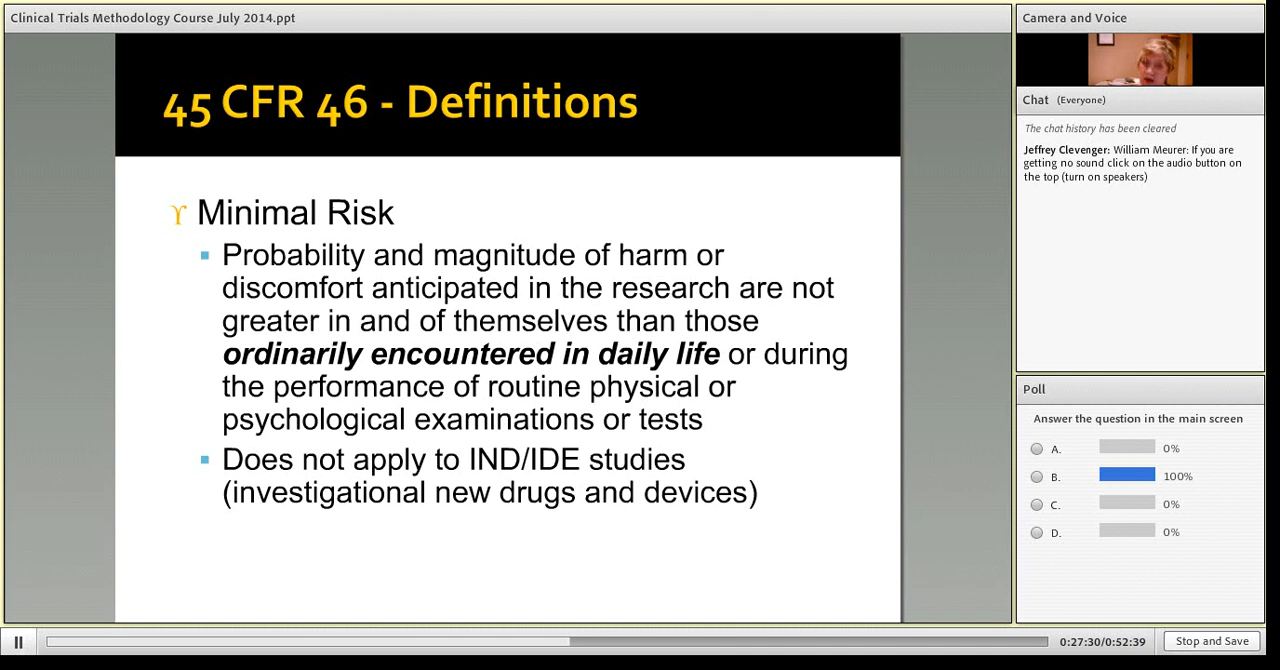 Clinical Trials Methodology Course July 2014.ppt
45 CFR 46 - Definitions
Minimal Risk
Probability and magnitude of harm or
discomfort anticipated in the research are not
greater in and of themselves than those
ordinarily encountered in daily life or during
the performance of routine physical or
psychological examinations or tests
Does not apply to IND/IDE studies
(investigational new drugs and devices)
Camera and Voice
Chat (Everyone)
The chat history has been cleared
Jeffrey Clevenger: William Meurer: If you are
getting no sound click on the audio button on
the top (turn on speakers)
Poll
Answer the question in the main screen
A. 0%
B. 100%
C. 0%
D. 0%
0:27:30/0:52:39
Stop and Save